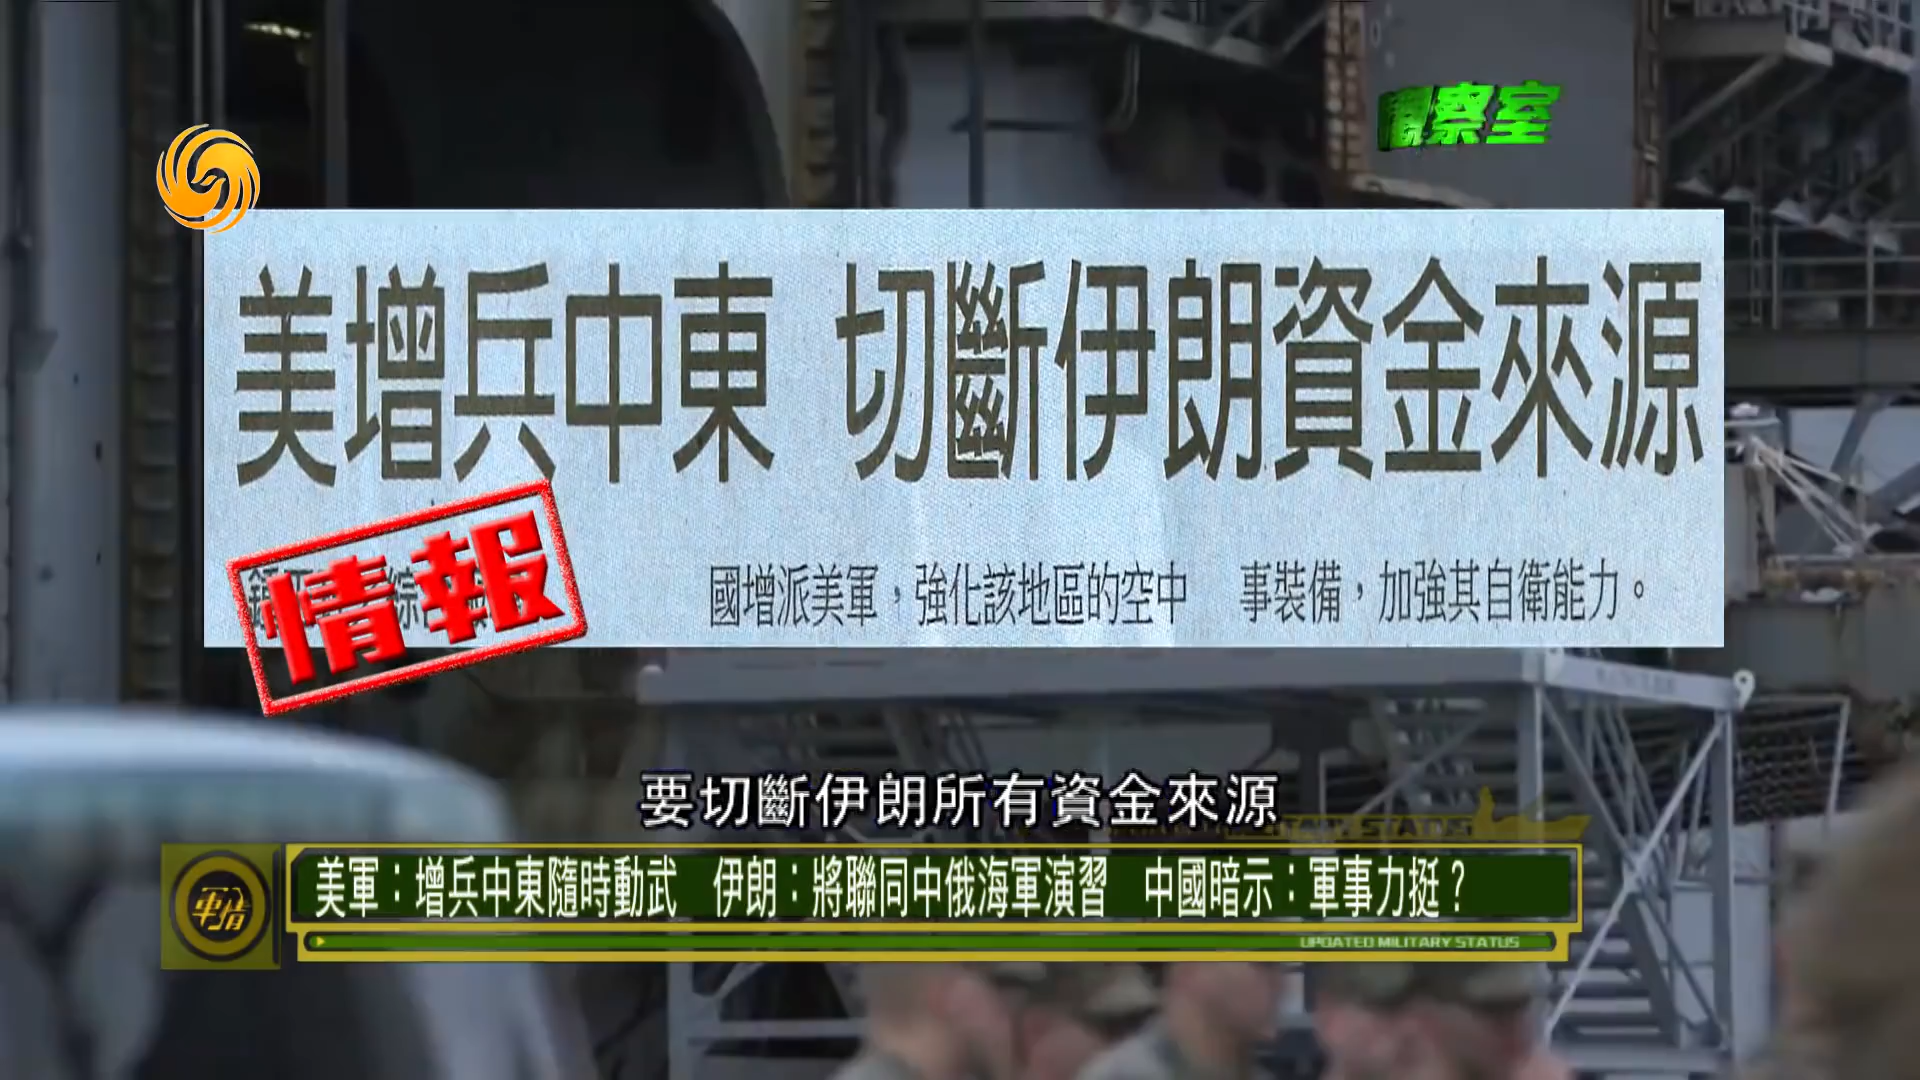 觀察室
美增兵中東 切斷伊朗資金來源
情報
國增派美軍，強化該地區的空中 事裝備，加強其自衛能力。
要切斷伊朗所有資金來源
軍情
美軍：增兵中東隨時動武 伊朗：將聯同中俄海軍演習 中國暗示：軍事力挺？
UPDATED MILITARY STATUS